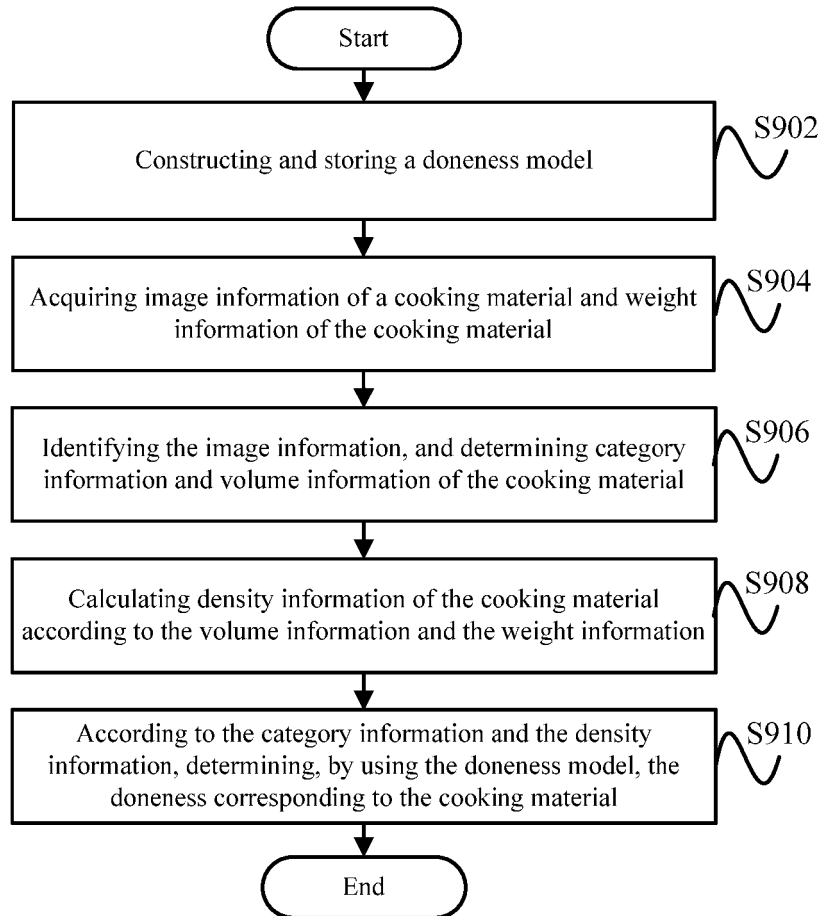 Start
Constructing and storing a doneness model
S902
Acquiring image information of a cooking material and weight
information of the cooking material
S904
Identifying the image information, and determining category
information and volume information of the cooking material
S906
Calculating density information of the cooking material
according to the volume information and the weight information
S908
According to the category information and the density
information, determining, by using the doneness model, the
doneness corresponding to the cooking material
S910
End